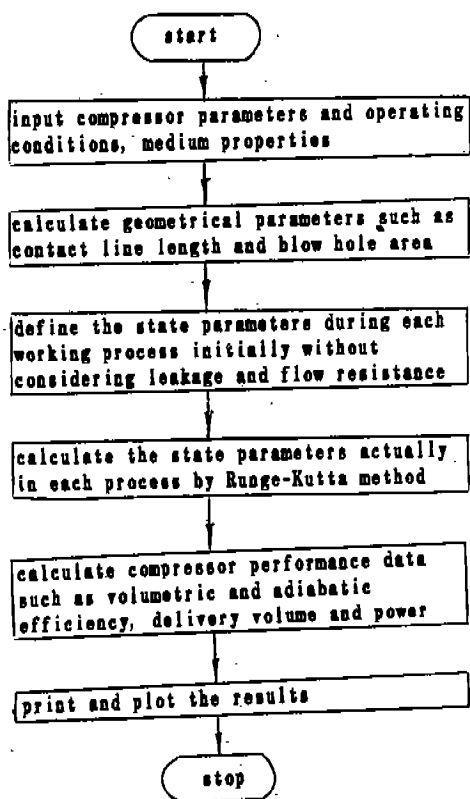 start
input compressor parameters and operating
conditions, medium properties
calculate geometrical parameters such as
contact line length and blow hole area
define the state parameters during each
working process initially without
considering leakage and flow resistance
calculate the state parameters actually
in each process by Runge-Kutta method
calculate compressor performance data
such as volumetric and adiabatic
efficiency, delivery volume and power
print and plot the results
stop